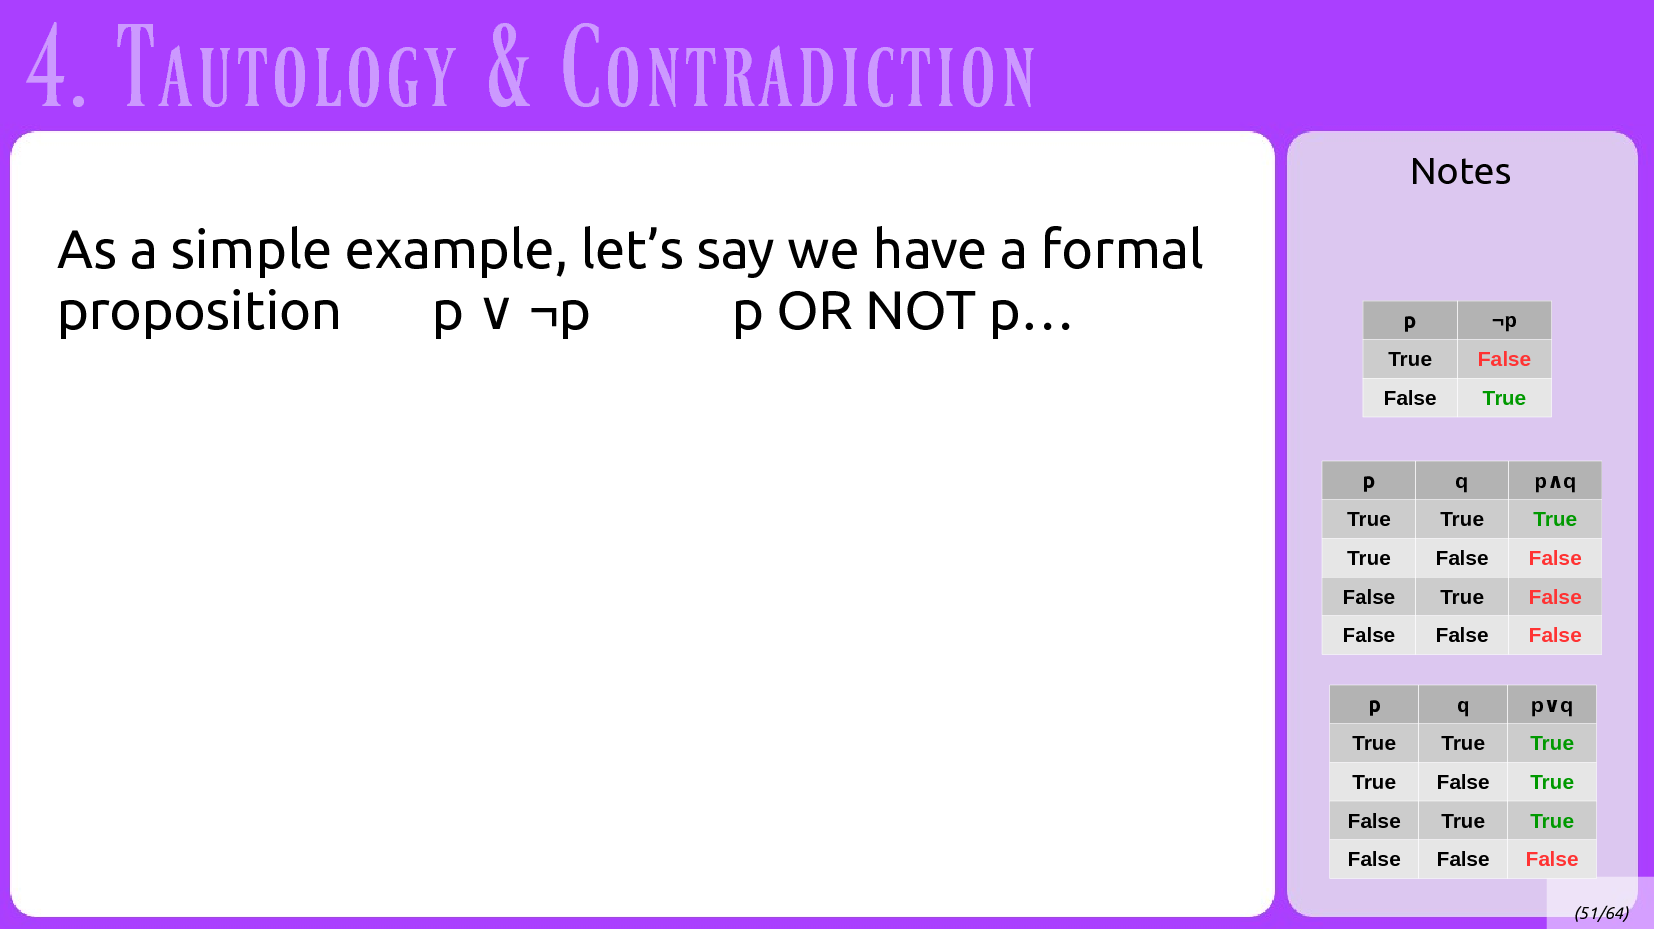 4. Tautology & Contradiction
As a simple example, let’s say we have a formal
proposition p ∨ ¬p p OR NOT p…
Notes
p ¬p
True False
False True
p q p∧q
True True True
True False False
False True False
False False False
p q p∨q
True True True
True False True
False True True
False False False
(51/64)